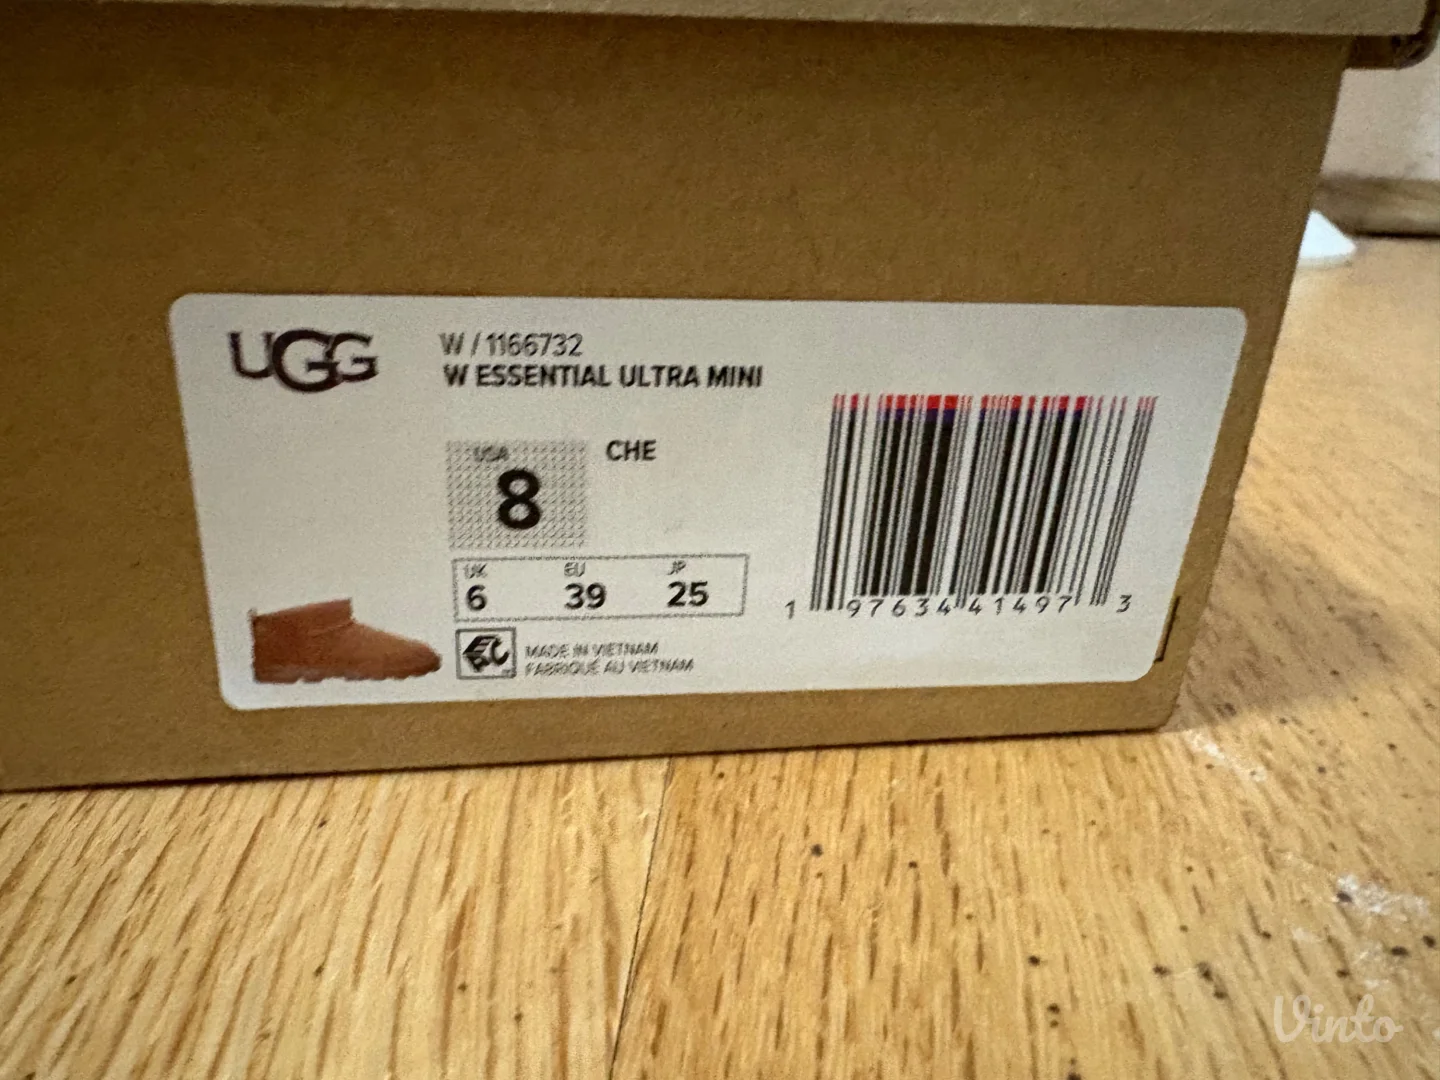 UGG
W / 1166732
W ESSENTIAL ULTRA MINI
USA
8
CHE
UK EU JP
6 39 25
MADE IN VIETNAM
FABRIQUÉ AU VIETNAM
1 97634 41497 3
Vinto